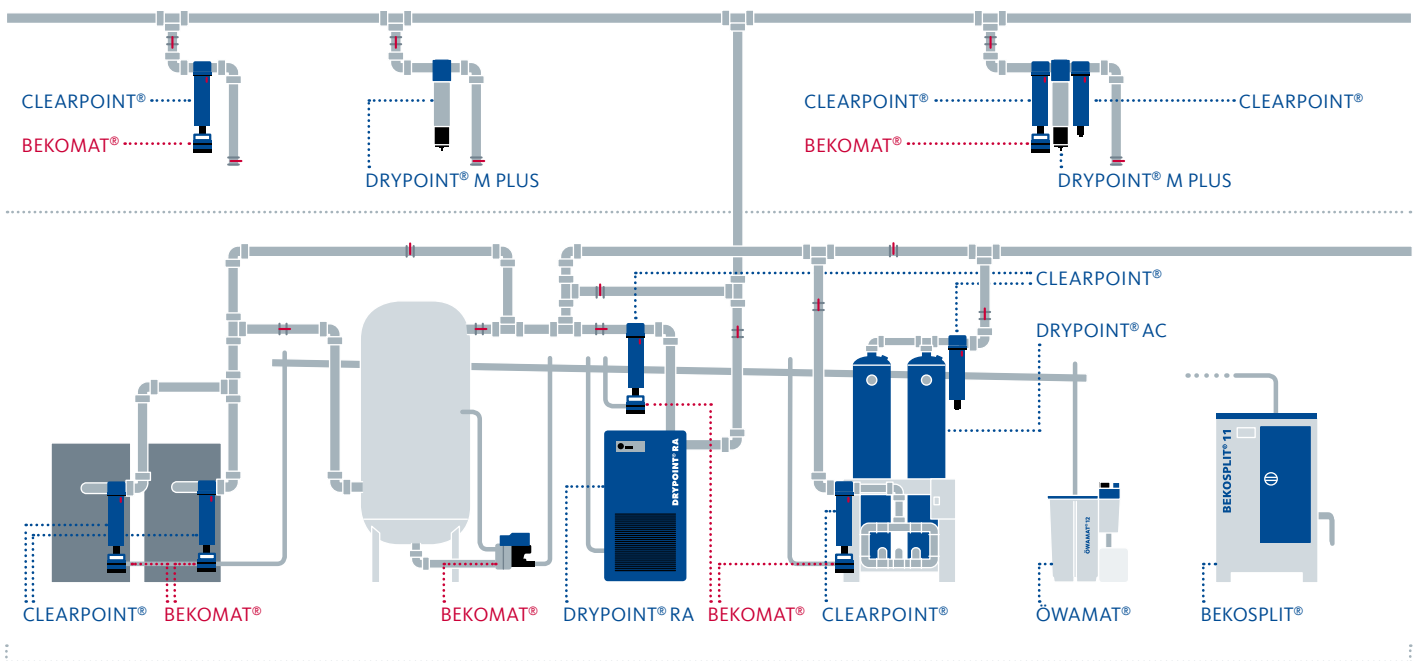 CLEARPOINT®
BEKOMAT®
DRYPOINT® M PLUS
CLEARPOINT®
CLEARPOINT®
BEKOMAT®
DRYPOINT® M PLUS
CLEARPOINT®
DRYPOINT® AC
DRYPOINT® RA
BEKOSPLIT® 11
ÖWAMAT® 12
CLEARPOINT®
BEKOMAT®
BEKOMAT®
DRYPOINT® RA
BEKOMAT®
CLEARPOINT®
ÖWAMAT®
BEKOSPLIT®